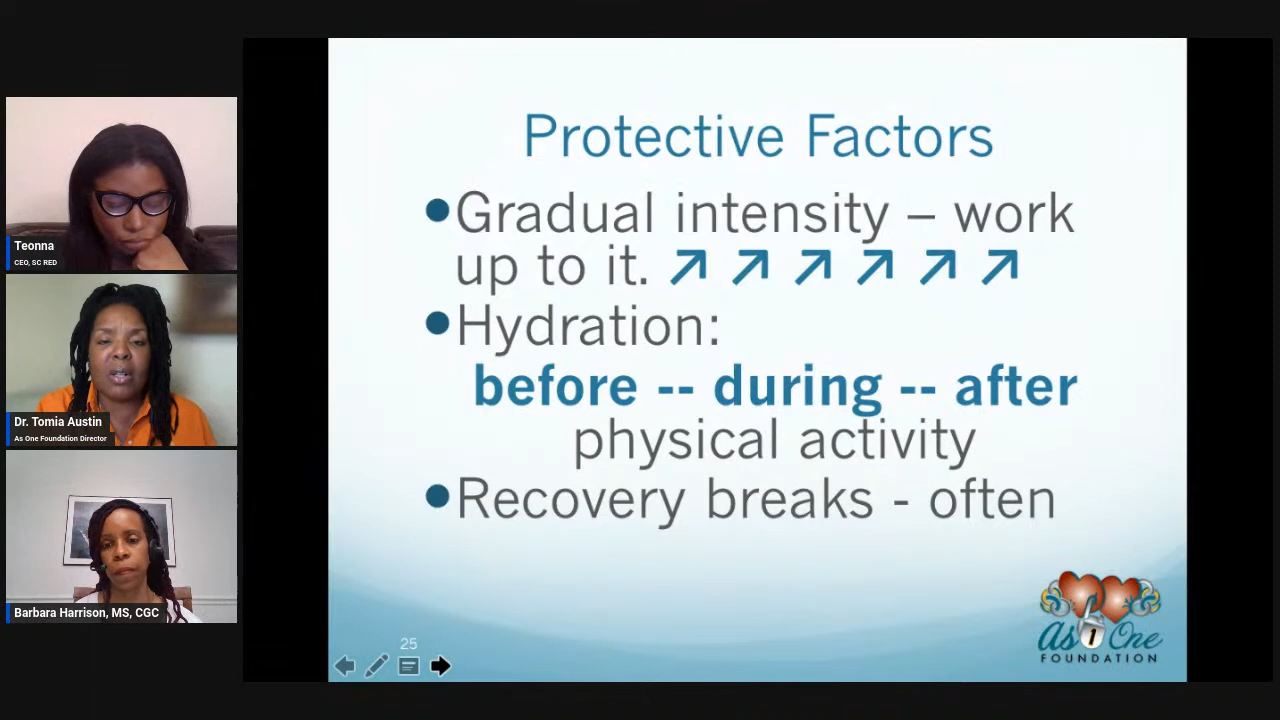 Teonna
CEO, SC RED
Dr. Tomia Austin
As One Foundation Director
Barbara Harrison, MS, CGC
Protective Factors
•Gradual intensity – work
up to it. ↗ ↗ ↗ ↗ ↗ ↗
•Hydration:
before -- during -- after
physical activity
•Recovery breaks - often
25
As 1 One
FOUNDATION